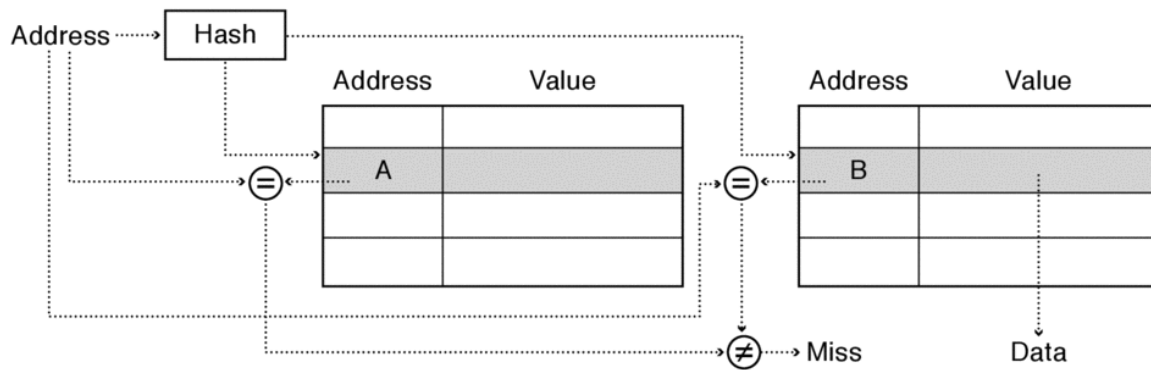 Address
Hash
Address Value
Address Value
A
=
=
B
≠
Miss
Data